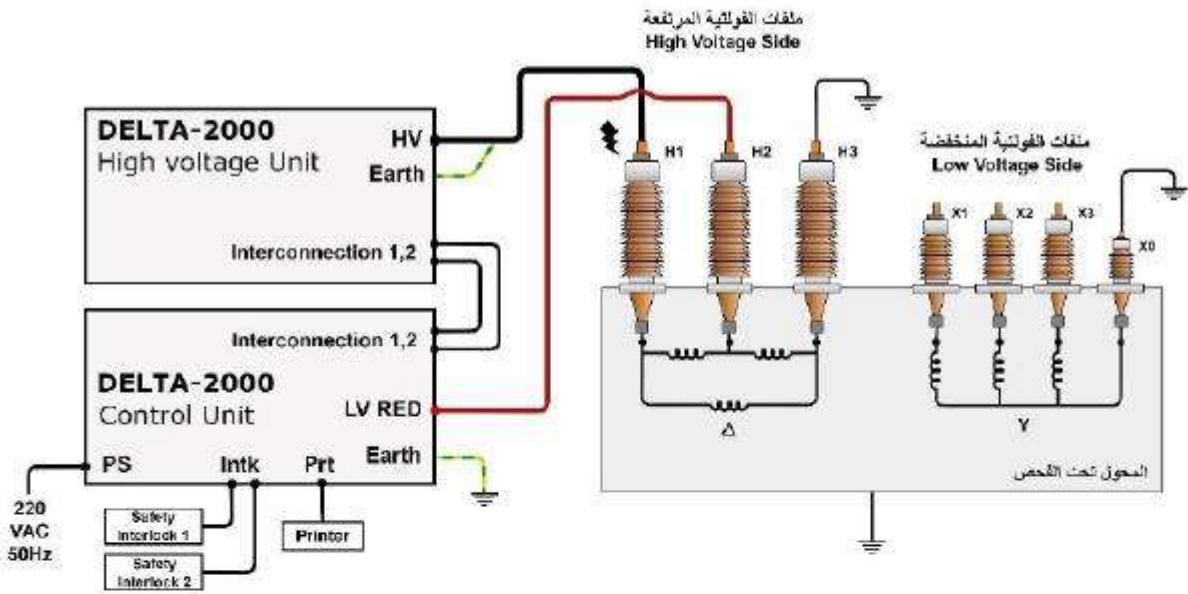 ملفات الفولتية المرتفعة
High Voltage Side
DELTA-2000
High voltage Unit
HV
Earth
Interconnection 1,2
H1
H2
H3
ملفات الفولتية المنخفضة
Low Voltage Side
X1
X2
X3
X0
Interconnection 1,2
DELTA-2000
Control Unit
LV RED
Earth
PS
Intk
Prt
220
VAC
50Hz
Safety
Interlock 1
Safety
Interlock 2
Printer
Δ
Y
المحول تحت الفحص